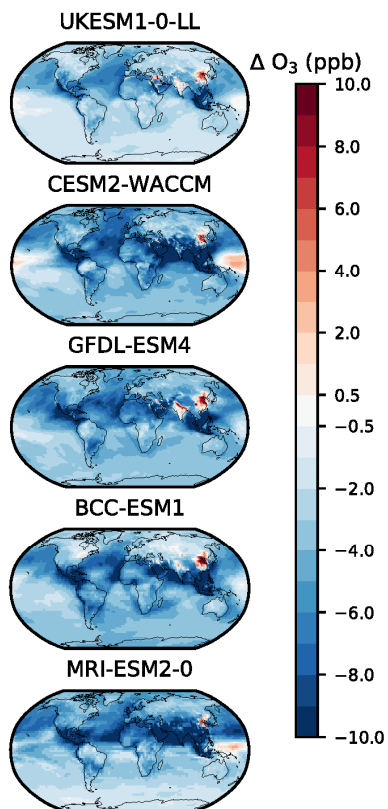 UKESM1-0-LL
Δ O₃ (ppb)
10.0
8.0
6.0
4.0
2.0
0.5
−0.5
−2.0
−4.0
−6.0
−8.0
−10.0
CESM2-WACCM
GFDL-ESM4
BCC-ESM1
MRI-ESM2-0